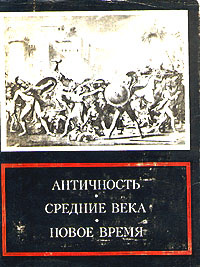 АНТИЧНОСТЬ
СРЕДНИЕ ВЕКА
НОВОЕ ВРЕМЯ